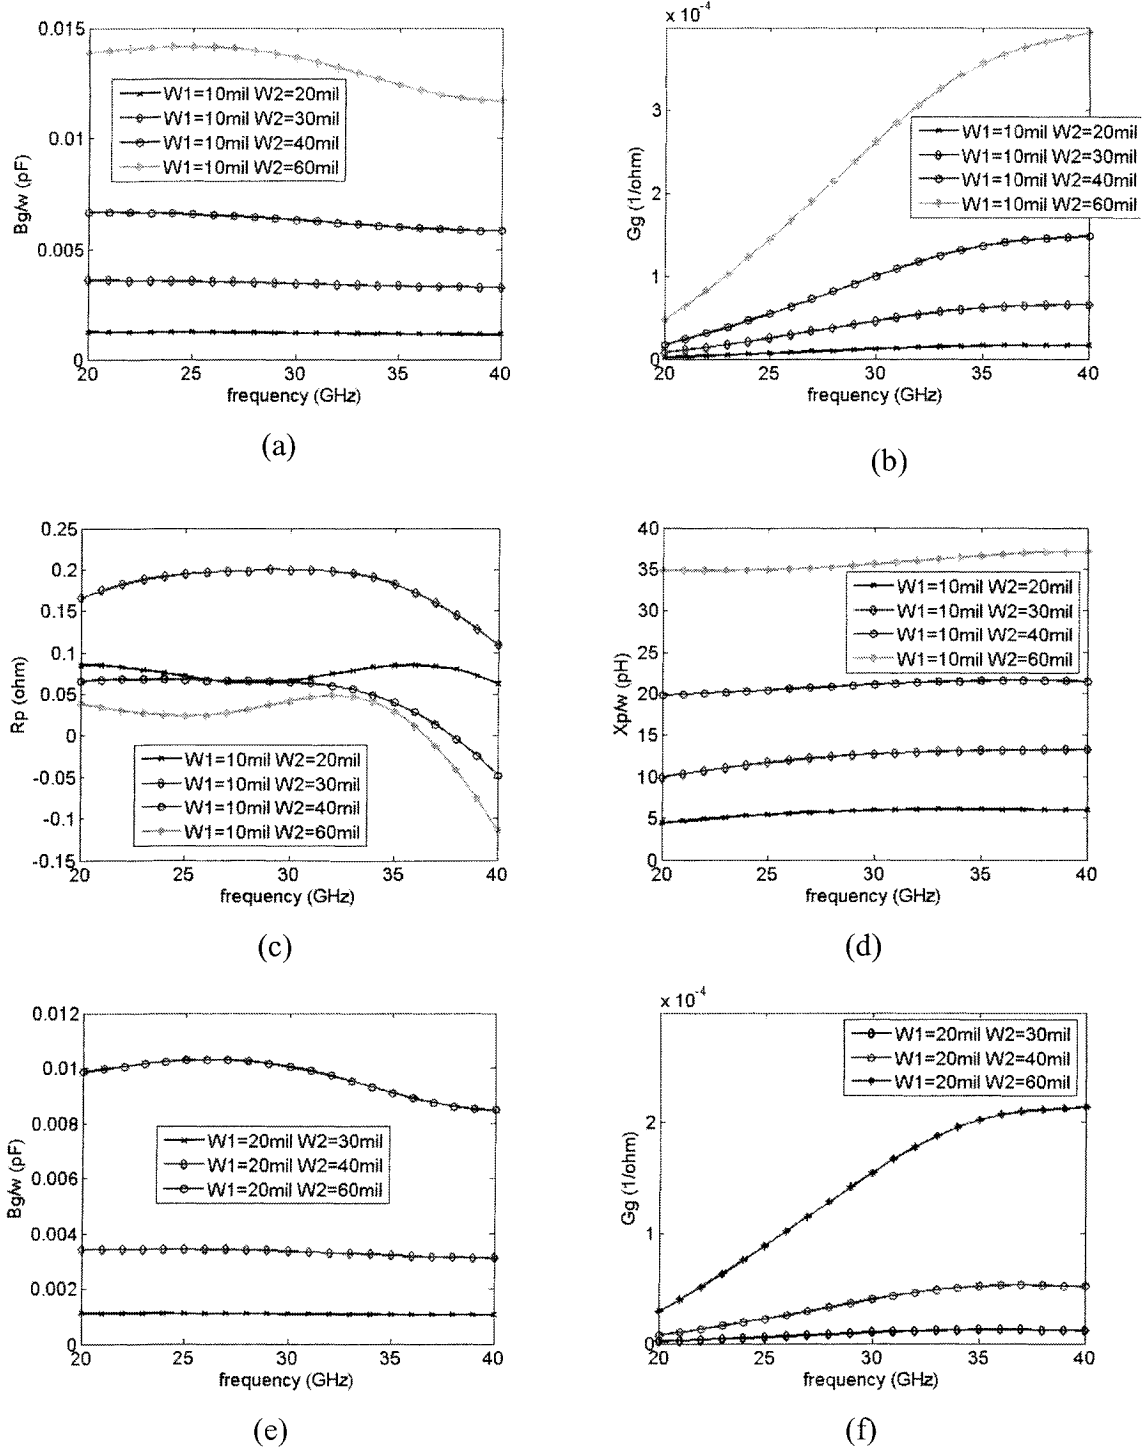 0.015
0.01
0.005
0
Bg/w (pF)
W1=10mil W2=20mil
W1=10mil W2=30mil
W1=10mil W2=40mil
W1=10mil W2=60mil
20 25 30 35 40
frequency (GHz)
(a)
x 10⁻⁴
3
2
1
0
Gg (1/ohm)
W1=10mil W2=20mil
W1=10mil W2=30mil
W1=10mil W2=40mil
W1=10mil W2=60mil
20 25 30 35 40
frequency (GHz)
(b)
0.25
0.2
0.15
0.1
0.05
0
-0.05
-0.1
-0.15
Rp (ohm)
W1=10mil W2=20mil
W1=10mil W2=30mil
W1=10mil W2=40mil
W1=10mil W2=60mil
20 25 30 35 40
frequency (GHz)
(c)
40
35
30
25
20
15
10
5
0
Xp/w (pH)
W1=10mil W2=20mil
W1=10mil W2=30mil
W1=10mil W2=40mil
W1=10mil W2=60mil
20 25 30 35 40
frequency (GHz)
(d)
0.012
0.01
0.008
0.006
0.004
0.002
0
Bg/w (pF)
W1=20mil W2=30mil
W1=20mil W2=40mil
W1=20mil W2=60mil
20 25 30 35 40
frequency (GHz)
(e)
x 10⁻⁴
2
1
0
Gg (1/ohm)
W1=20mil W2=30mil
W1=20mil W2=40mil
W1=20mil W2=60mil
20 25 30 35 40
frequency (GHz)
(f)